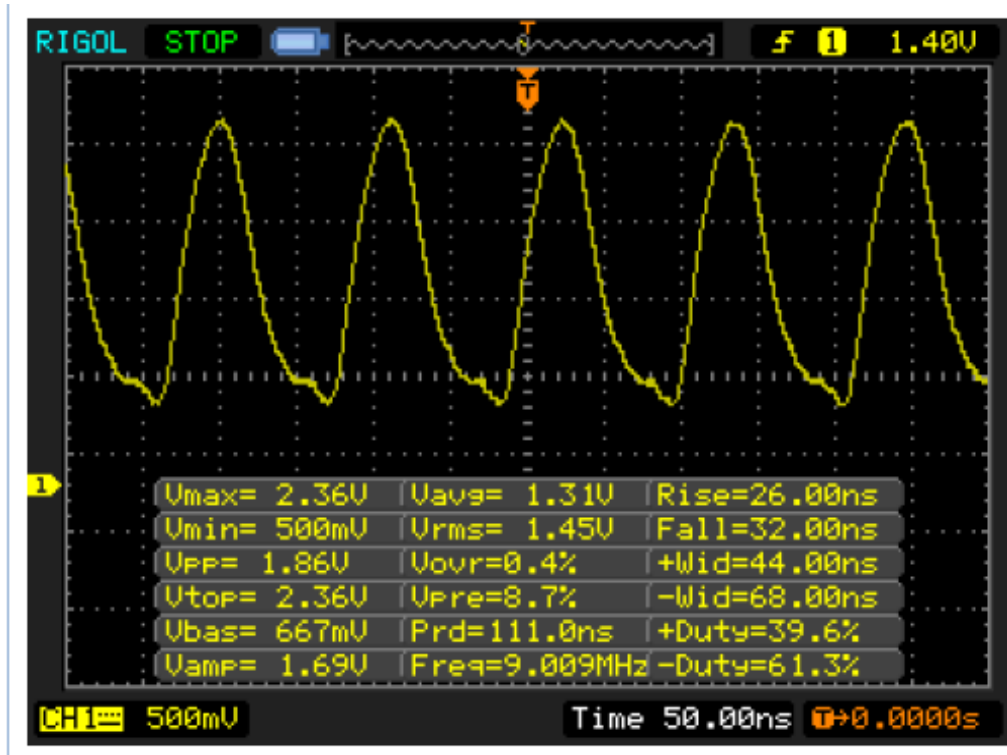 RIGOL STOP T f 1 1.40V
T
1
Vmax= 2.36V Vavg= 1.31V Rise=26.00ns
Vmin= 500mV Vrms= 1.45V Fall=32.00ns
Vpp= 1.86V Vovr=0.4% +Wid=44.00ns
Vtop= 2.36V Vpre=8.7% -Wid=68.00ns
Vbas= 667mV Prd=111.0ns +Duty=39.6%
Vamp= 1.69V Freq=9.009MHz -Duty=61.3%
CH1 500mV Time 50.00ns T→0.0000s